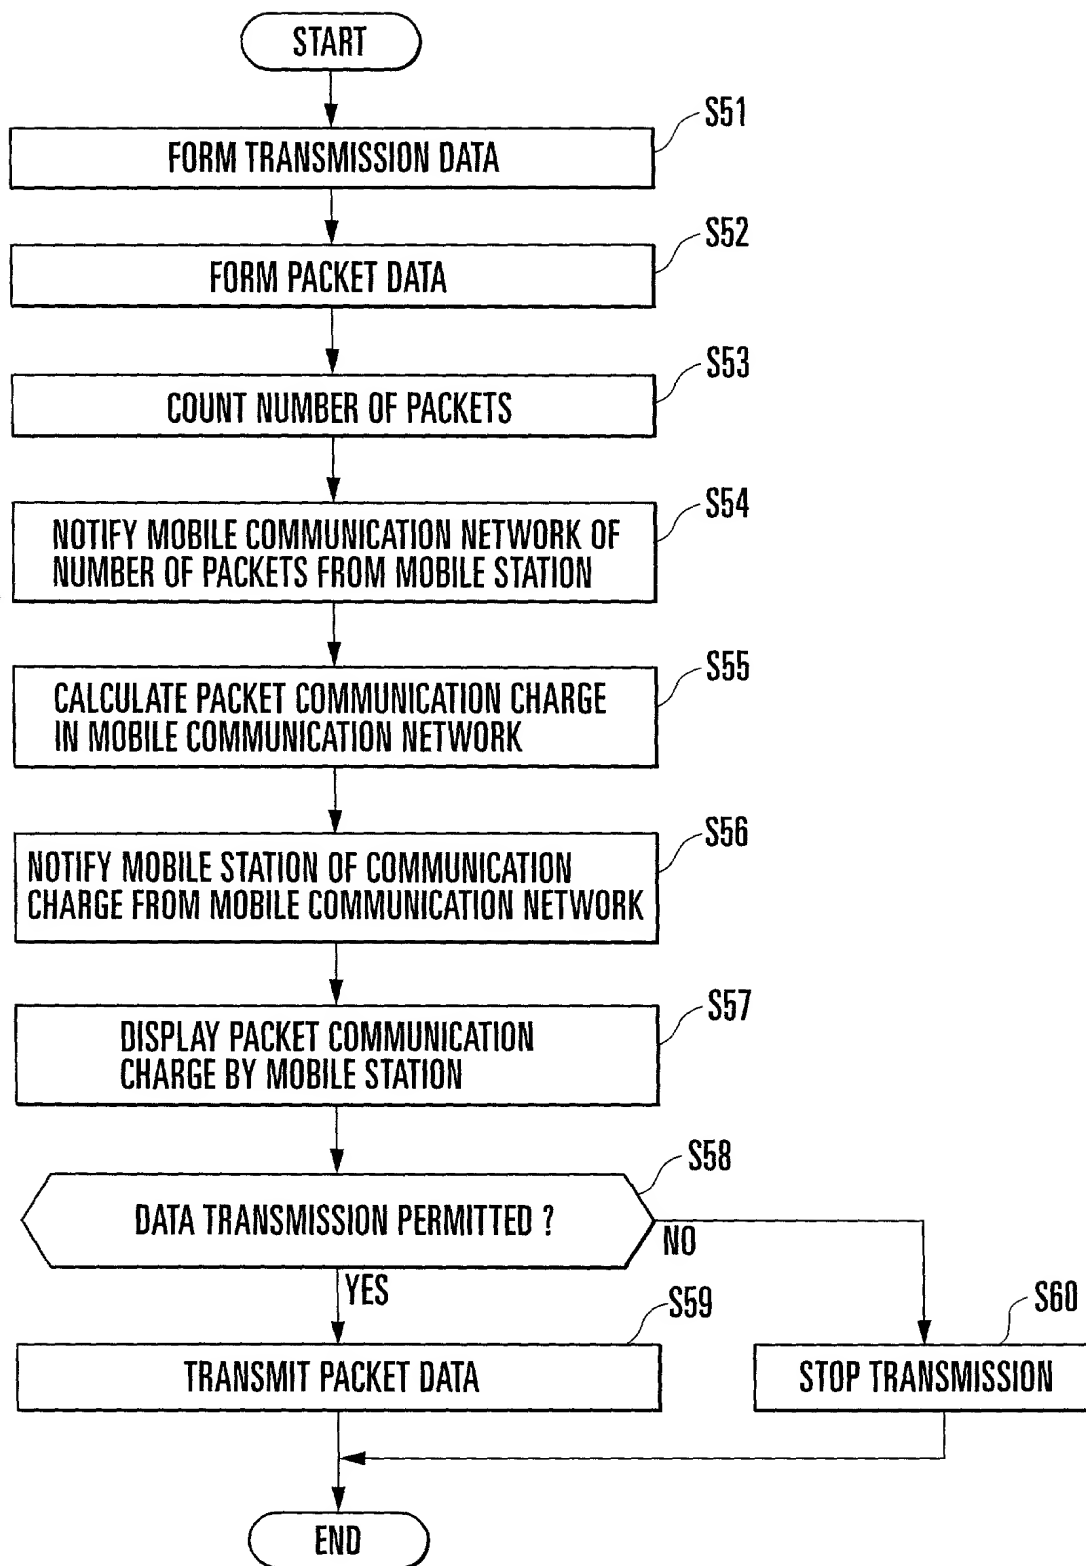 START
S51
FORM TRANSMISSION DATA
S52
FORM PACKET DATA
S53
COUNT NUMBER OF PACKETS
S54
NOTIFY MOBILE COMMUNICATION NETWORK OF
NUMBER OF PACKETS FROM MOBILE STATION
S55
CALCULATE PACKET COMMUNICATION CHARGE
IN MOBILE COMMUNICATION NETWORK
S56
NOTIFY MOBILE STATION OF COMMUNICATION
CHARGE FROM MOBILE COMMUNICATION NETWORK
S57
DISPLAY PACKET COMMUNICATION
CHARGE BY MOBILE STATION
S58
DATA TRANSMISSION PERMITTED ?
NO
YES
S59
S60
TRANSMIT PACKET DATA
STOP TRANSMISSION
END